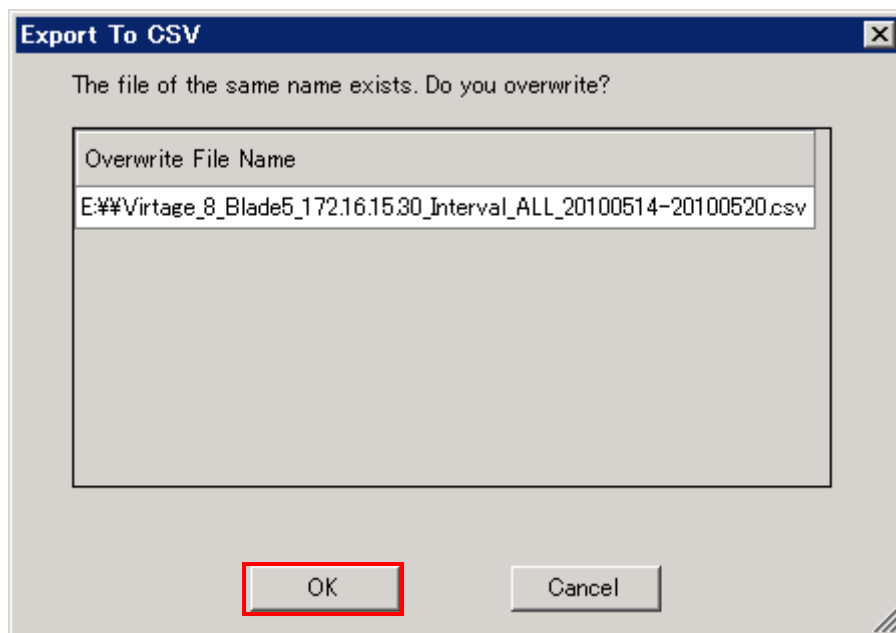 Export To CSV
The file of the same name exists. Do you overwrite?
Overwrite File Name
E:¥¥Virtage_8_Blade5_172.16.15.30_Interval_ALL_20100514-20100520.csv
OK
Cancel